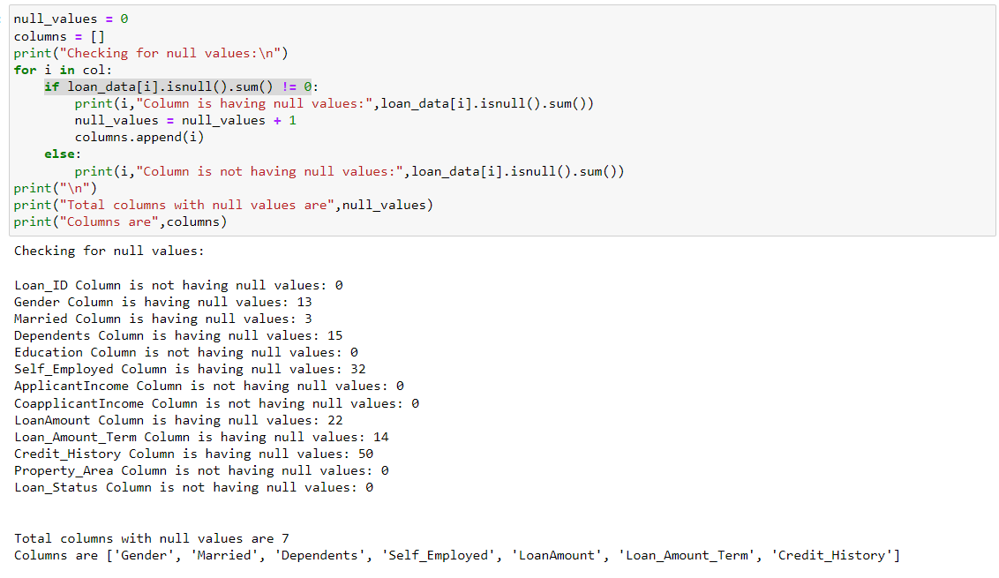 null_values = 0
columns = []
print("Checking for null values:\n")
for i in col:
    if loan_data[i].isnull().sum() != 0:
        print(i,"Column is having null values:",loan_data[i].isnull().sum())
        null_values = null_values + 1
        columns.append(i)
    else:
        print(i,"Column is not having null values:",loan_data[i].isnull().sum())
print("\n")
print("Total columns with null values are",null_values)
print("Columns are",columns)
Checking for null values:
Loan_ID Column is not having null values: 0
Gender Column is having null values: 13
Married Column is having null values: 3
Dependents Column is having null values: 15
Education Column is not having null values: 0
Self_Employed Column is having null values: 32
ApplicantIncome Column is not having null values: 0
CoapplicantIncome Column is not having null values: 0
LoanAmount Column is having null values: 22
Loan_Amount_Term Column is having null values: 14
Credit_History Column is having null values: 50
Property_Area Column is not having null values: 0
Loan_Status Column is not having null values: 0
Total columns with null values are 7
Columns are ['Gender', 'Married', 'Dependents', 'Self_Employed', 'LoanAmount', 'Loan_Amount_Term', 'Credit_History']